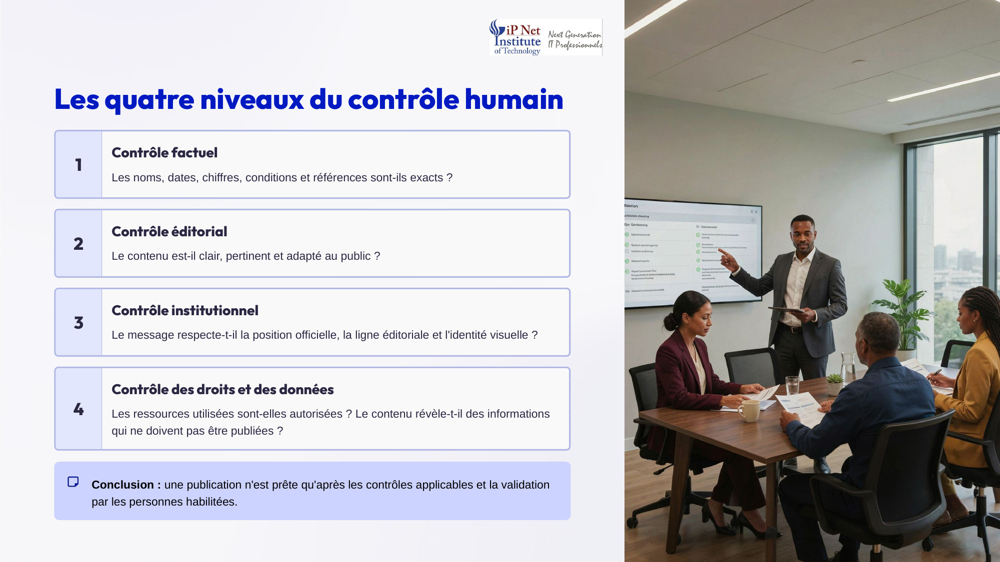 iP Net
Institute
of Technology
Next Generation
IT Professionnels
Les quatre niveaux du contrôle humain
1
Contrôle factuel
Les noms, dates, chiffres, conditions et références sont-ils exacts ?
2
Contrôle éditorial
Le contenu est-il clair, pertinent et adapté au public ?
3
Contrôle institutionnel
Le message respecte-t-il la position officielle, la ligne éditoriale et l'identité visuelle ?
4
Contrôle des droits et des données
Les ressources utilisées sont-elles autorisées ? Le contenu révèle-t-il des informations
qui ne doivent pas être publiées ?
Conclusion : une publication n'est prête qu'après les contrôles applicables et la validation
par les personnes habilitées.